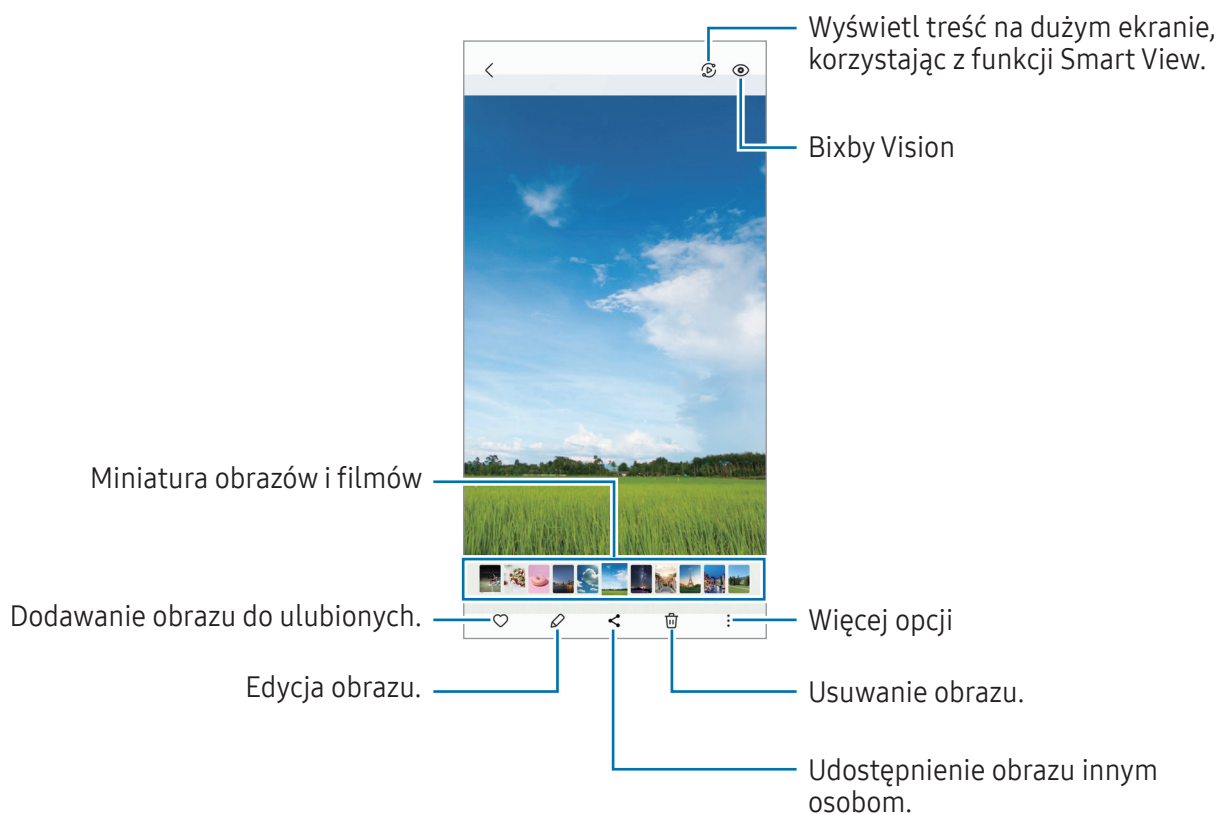 Wyświetl treść na dużym ekranie,
korzystając z funkcji Smart View.
Bixby Vision
Miniatura obrazów i filmów
Dodawanie obrazu do ulubionych.
Więcej opcji
Edycja obrazu.
Usuwanie obrazu.
Udostępnienie obrazu innym
osobom.